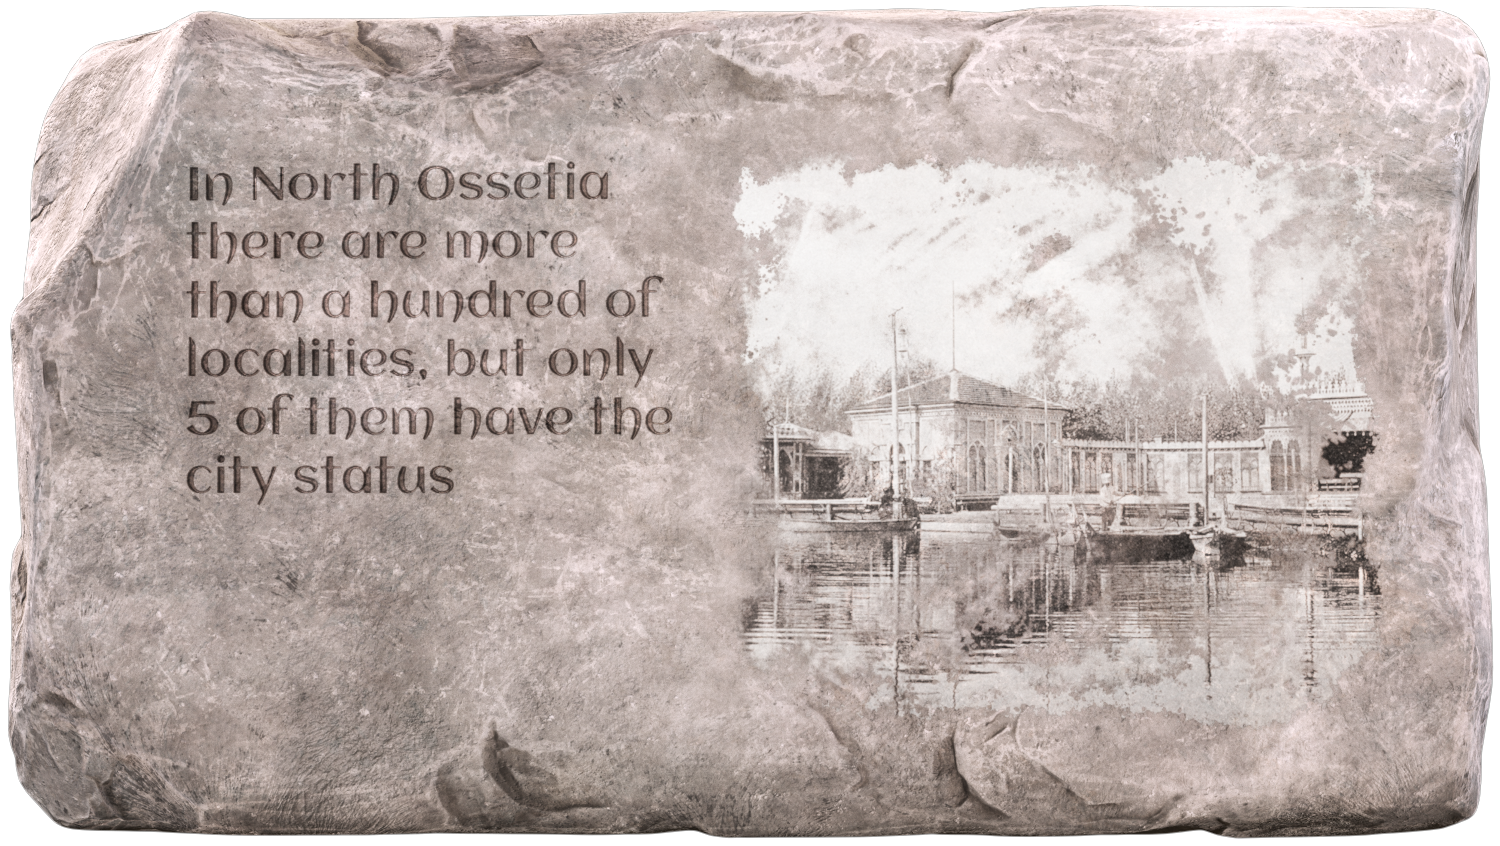 In North Ossetia
there are more
than a hundred of
localities, but only
5 of them have the
city status